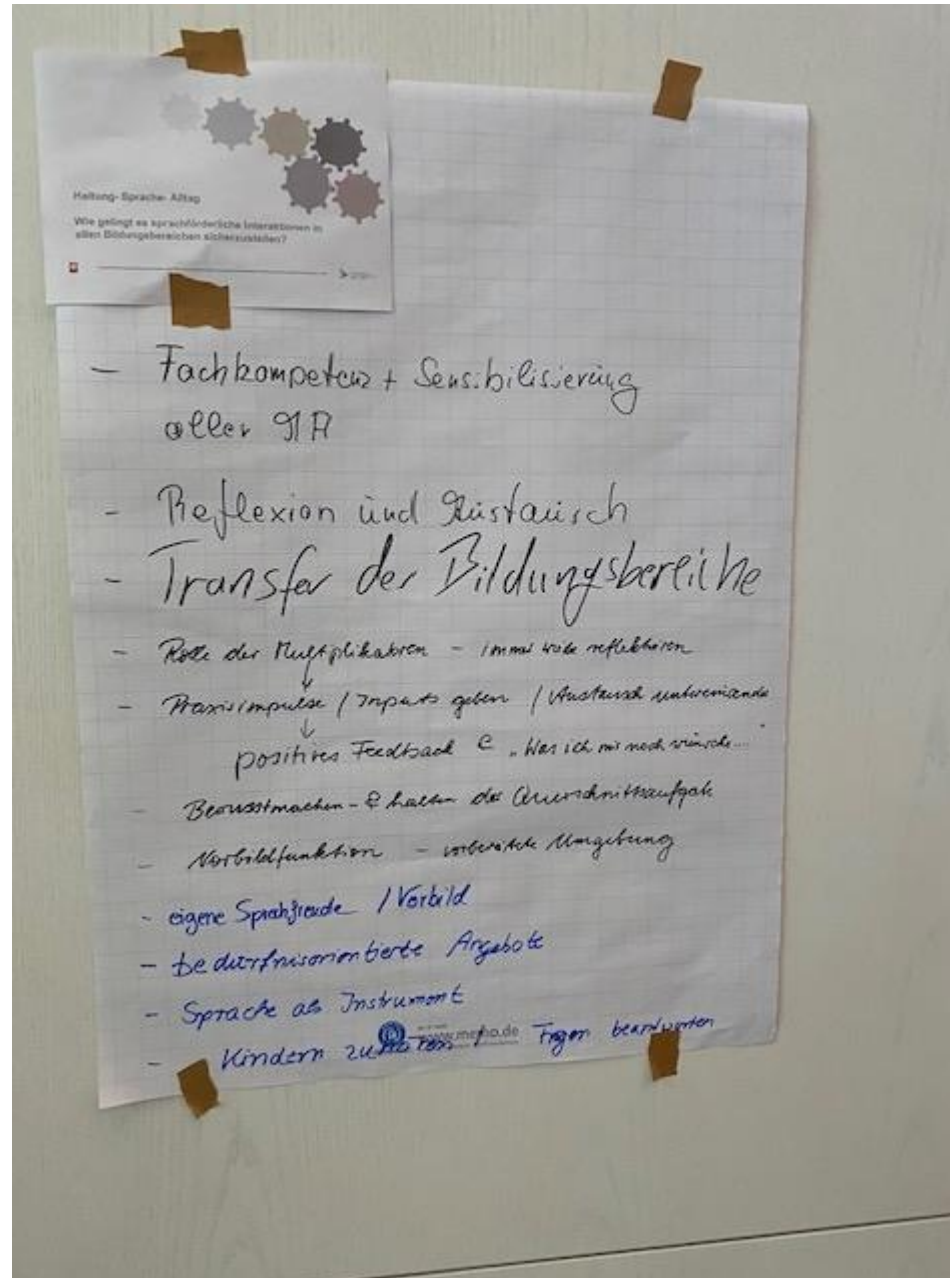 Haltung- Sprache- Alltag
Wie gelingt es sprachförderliche Interaktionen in
allen Bildungsbereichen sicherzustellen?
- Fachkompetenz + Sensibilisierung
aller MA
- Reflexion und Austausch
- Transfer der Bildungsbereiche
- Rolle der Multiplikatoren - immer wieder reflektieren
- Praxisimpulse / Inputs geben / Austausch untereinander
positives Feedback „Was ich mir noch wünsche..."
- Bewusstmachen - & halten der Querschnittsaufgabe
- Vorbildfunktion - vorbereitete Umgebung
- eigene Sprachfreude / Vorbild
- bedürfnisorientierte Angebote
- Sprache als Instrument
- Kindern zuhören / Fragen beantworten
www.memo.de